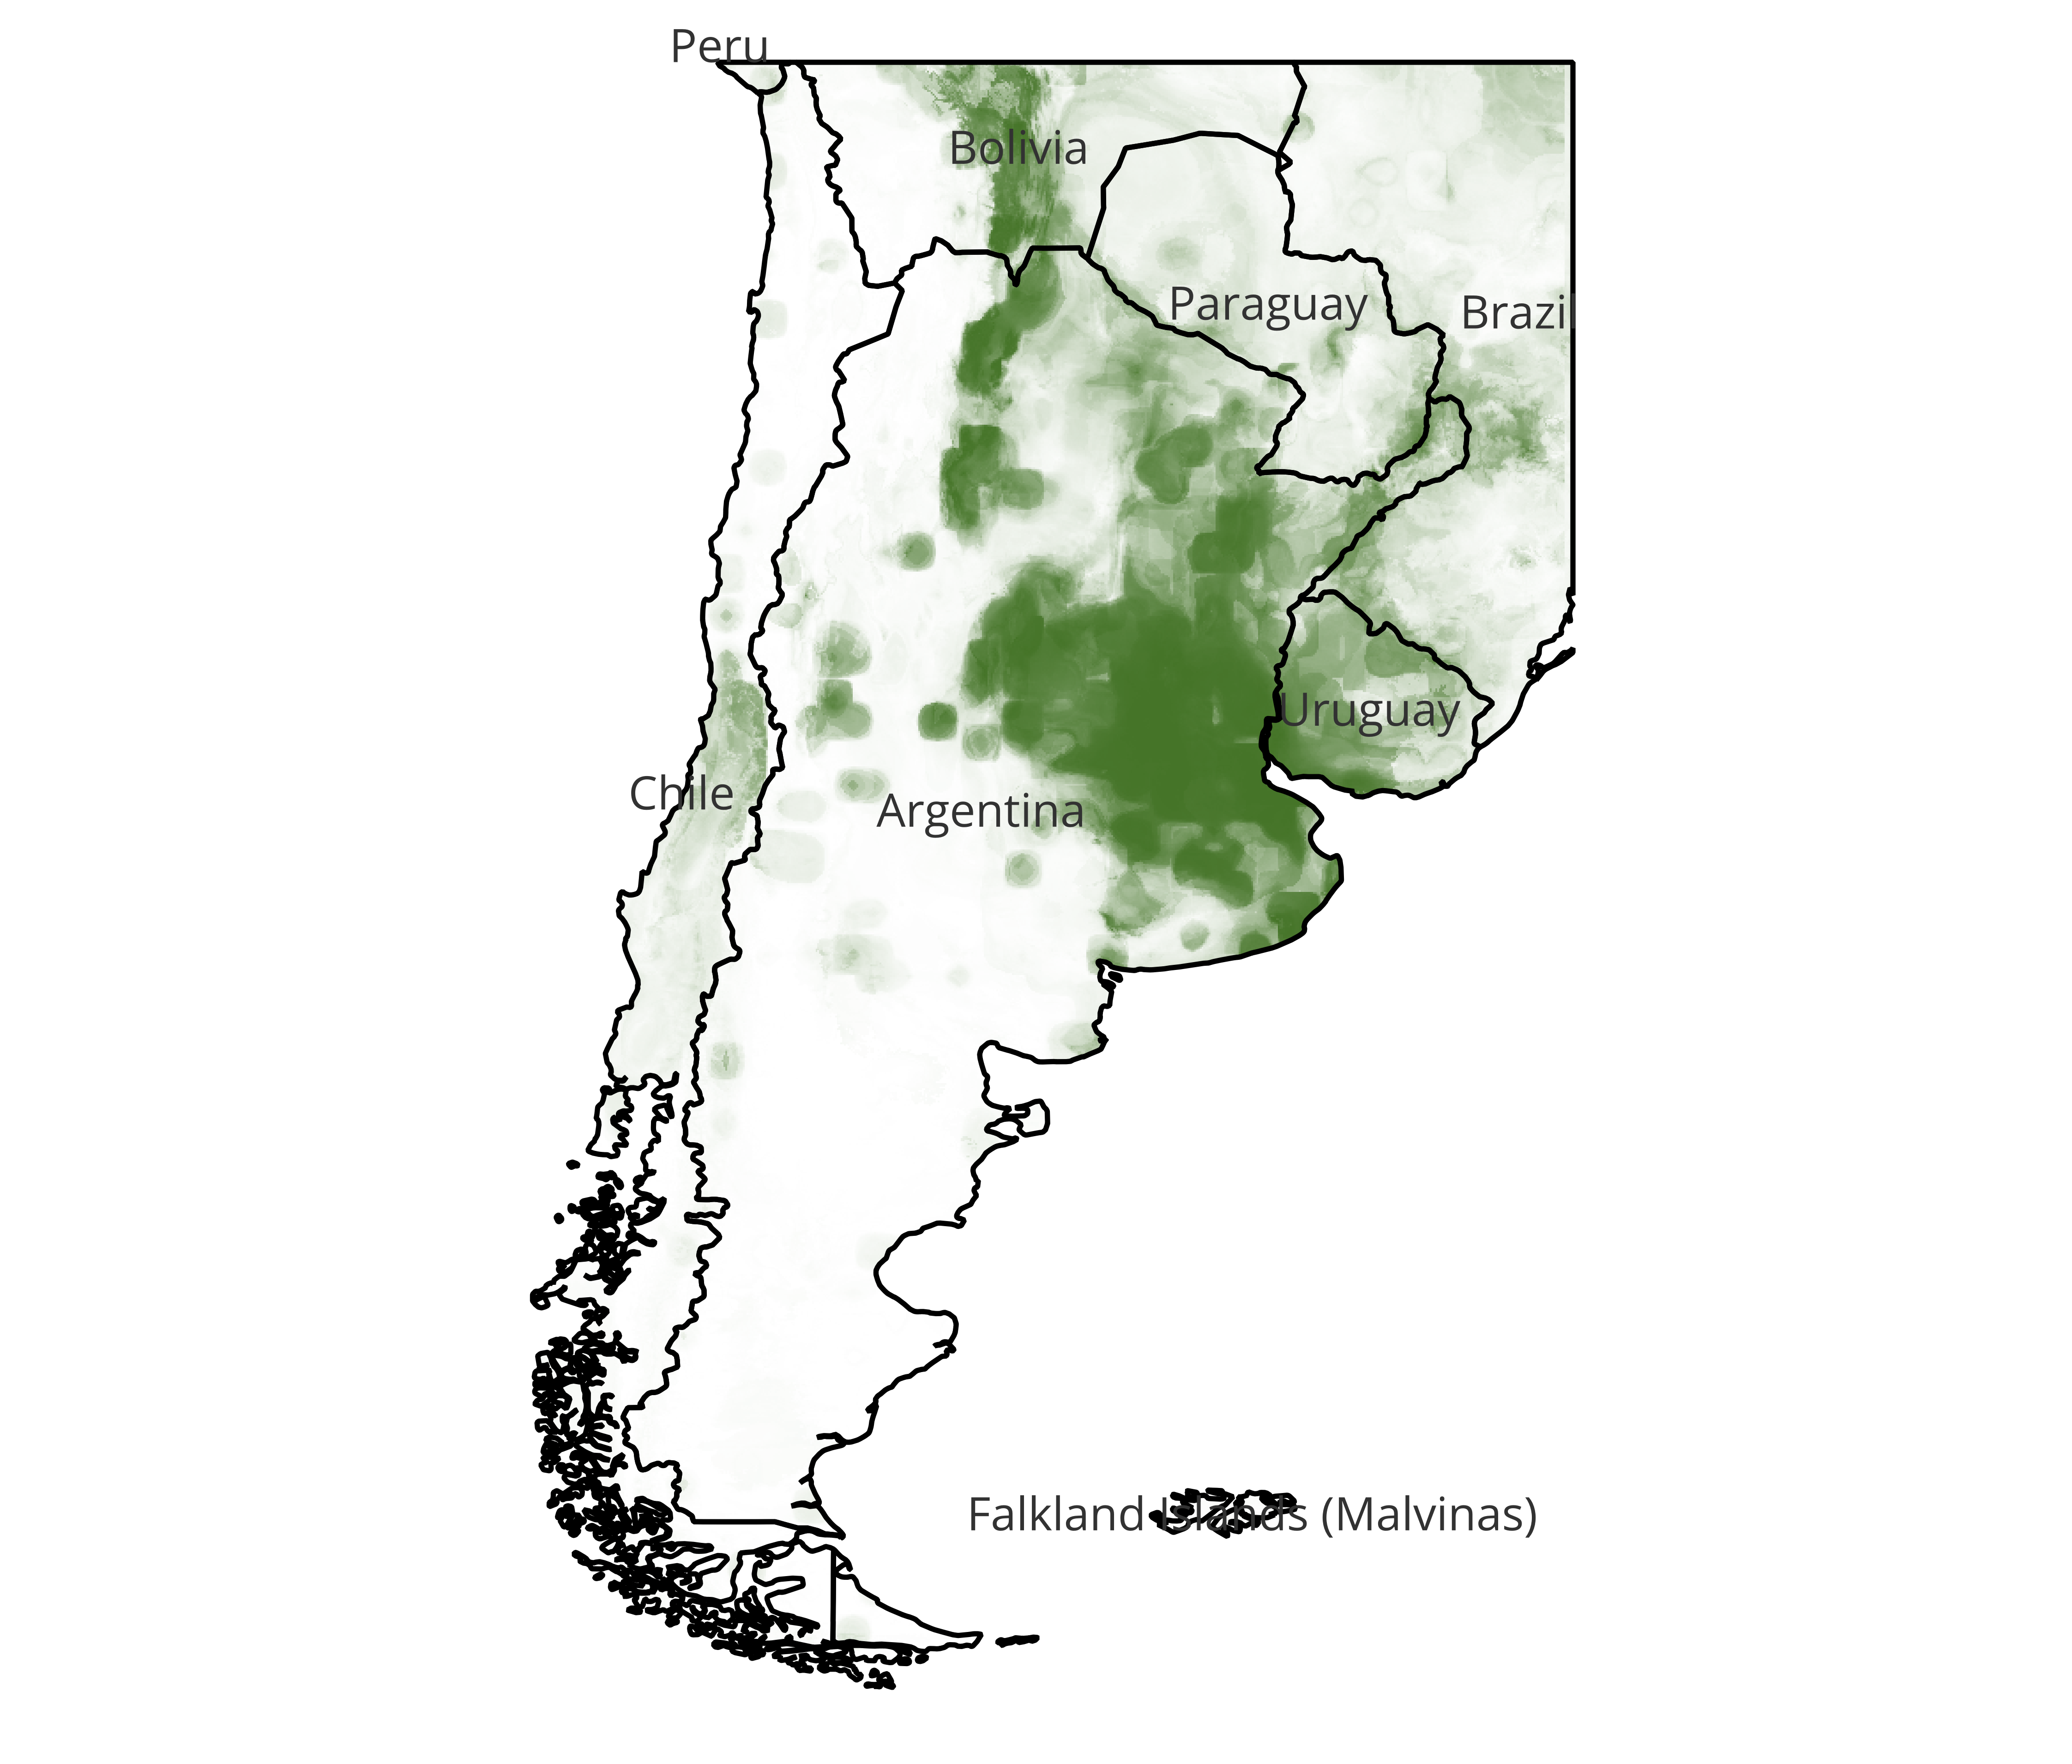 Peru
Bolivia
Paraguay
Brazil
Uruguay
Chile
Argentina
Falkland Islands (Malvinas)